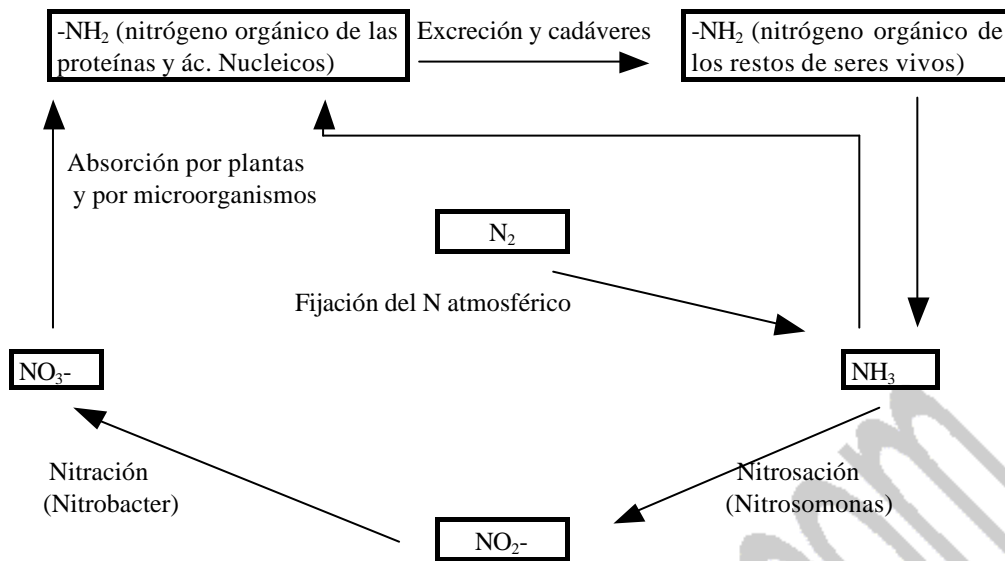 -NH₂ (nitrógeno orgánico de las
proteínas y ác. Nucleicos)
Excreción y cadáveres
-NH₂ (nitrógeno orgánico de
los restos de seres vivos)
Absorción por plantas
y por microorganismos
N₂
Fijación del N atmosférico
NO₃-
NH₃
Nitración
(Nitrobacter)
Nitrosación
(Nitrosomonas)
NO₂-